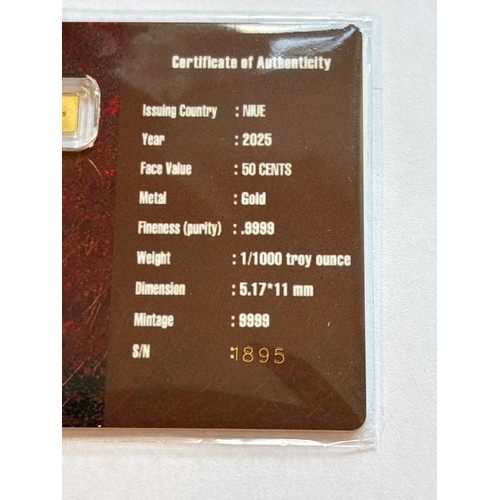 Certificate of Authenticity
Issuing Country : NIUE
Year : 2025
Face Value : 50 CENTS
Metal : Gold
Fineness (purity) : .9999
Weight : 1/1000 troy ounce
Dimension : 5.17*11 mm
Mintage : 9999
S/N :1895